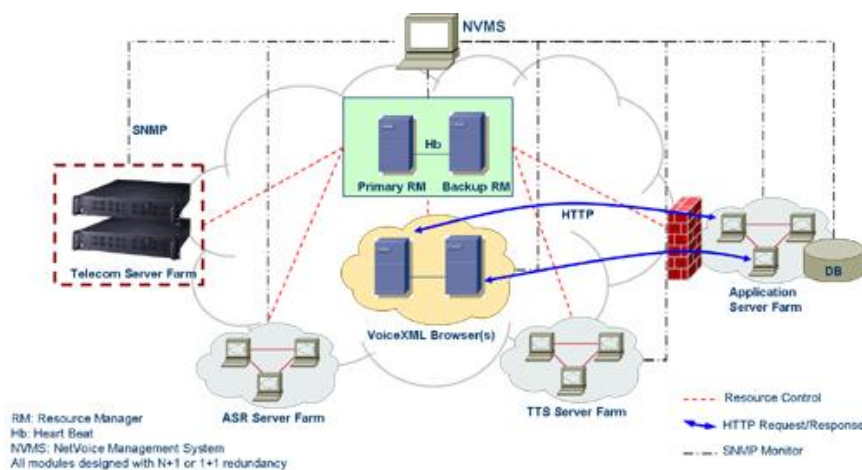 NVMS
SNMP
Hb
Primary RM
Backup RM
HTTP
Telecom Server Farm
DB
Application
Server Farm
VoiceXML Browser(s)
ASR Server Farm
TTS Server Farm
Resource Control
HTTP Request/Response
SNMP Monitor
RM: Resource Manager
Hb: Heart Beat
NVMS: NetVoice Management System
All modules designed with N+1 or 1+1 redundancy